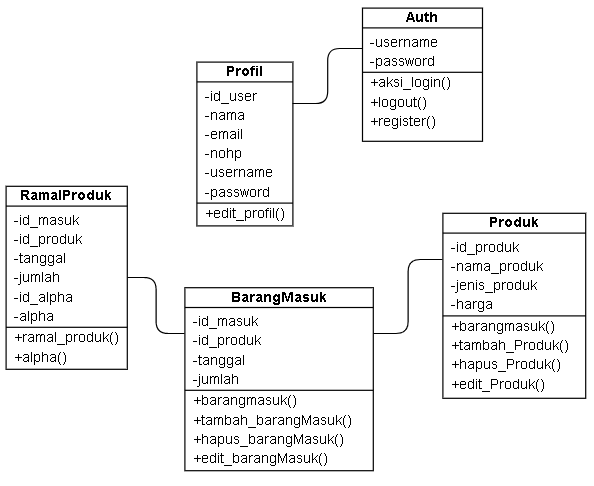 Auth
-username
-password
+aksi_login()
+logout()
+register()
Profil
-id_user
-nama
-email
-nohp
-username
-password
+edit_profil()
RamalProduk
-id_masuk
-id_produk
-tanggal
-jumlah
-id_alpha
-alpha
+ramal_produk()
+alpha()
Produk
-id_produk
-nama_produk
-jenis_produk
-harga
+barangmasuk()
+tambah_Produk()
+hapus_Produk()
+edit_Produk()
BarangMasuk
-id_masuk
-id_produk
-tanggal
-jumlah
+barangmasuk()
+tambah_barangMasuk()
+hapus_barangMasuk()
+edit_barangMasuk()